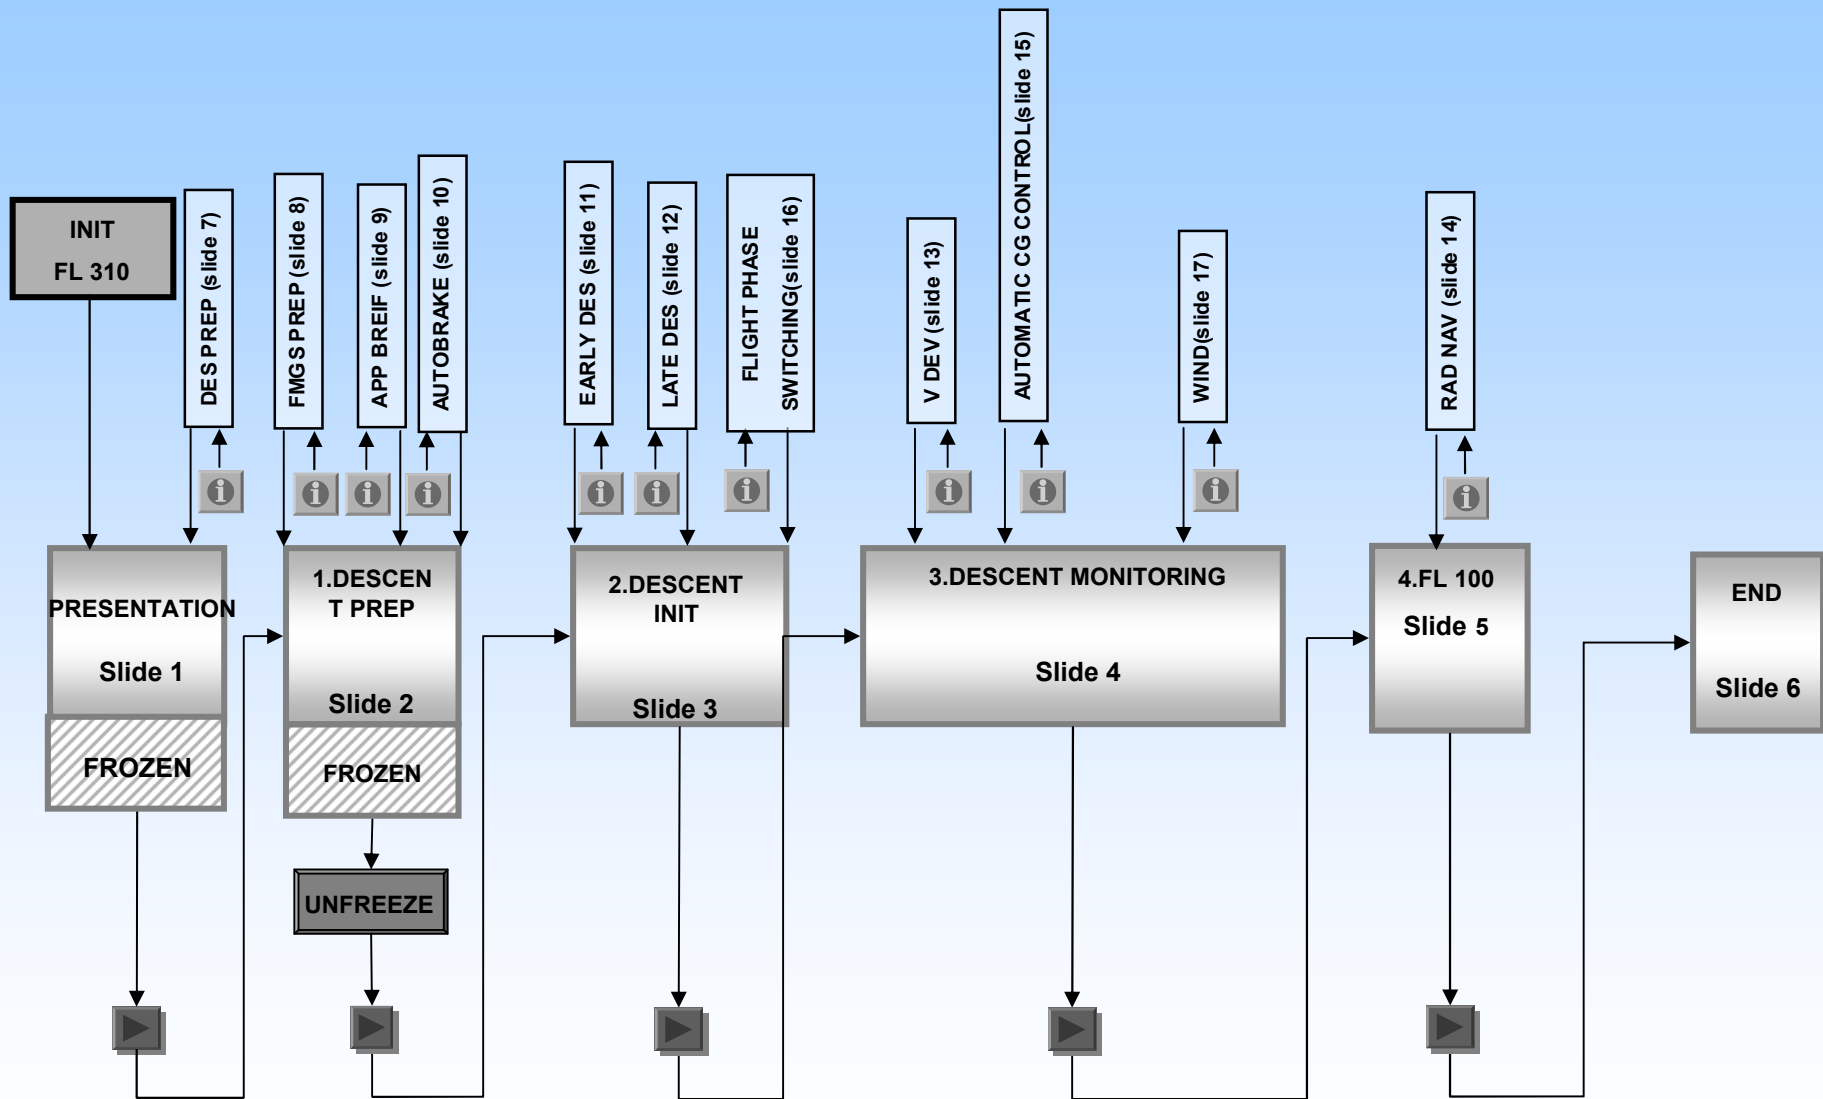 INIT
FL 310
DES PREP (slide 7)
FMGS PREP (slide 8)
APP BREIF (slide 9)
AUTOBRAKE (slide 10)
EARLY DES (slide 11)
LATE DES (slide 12)
FLIGHT PHASE
SWITCHING(slide 16)
V DEV (slide 13)
AUTOMATIC CG CONTROL(slide 15)
WIND(slide 17)
RAD NAV (slide 14)
PRESENTATION
Slide 1
FROZEN
1.DESCEN
T PREP
Slide 2
FROZEN
UNFREEZE
2.DESCENT
INIT
Slide 3
3.DESCENT MONITORING
Slide 4
4.FL 100
Slide 5
END
Slide 6